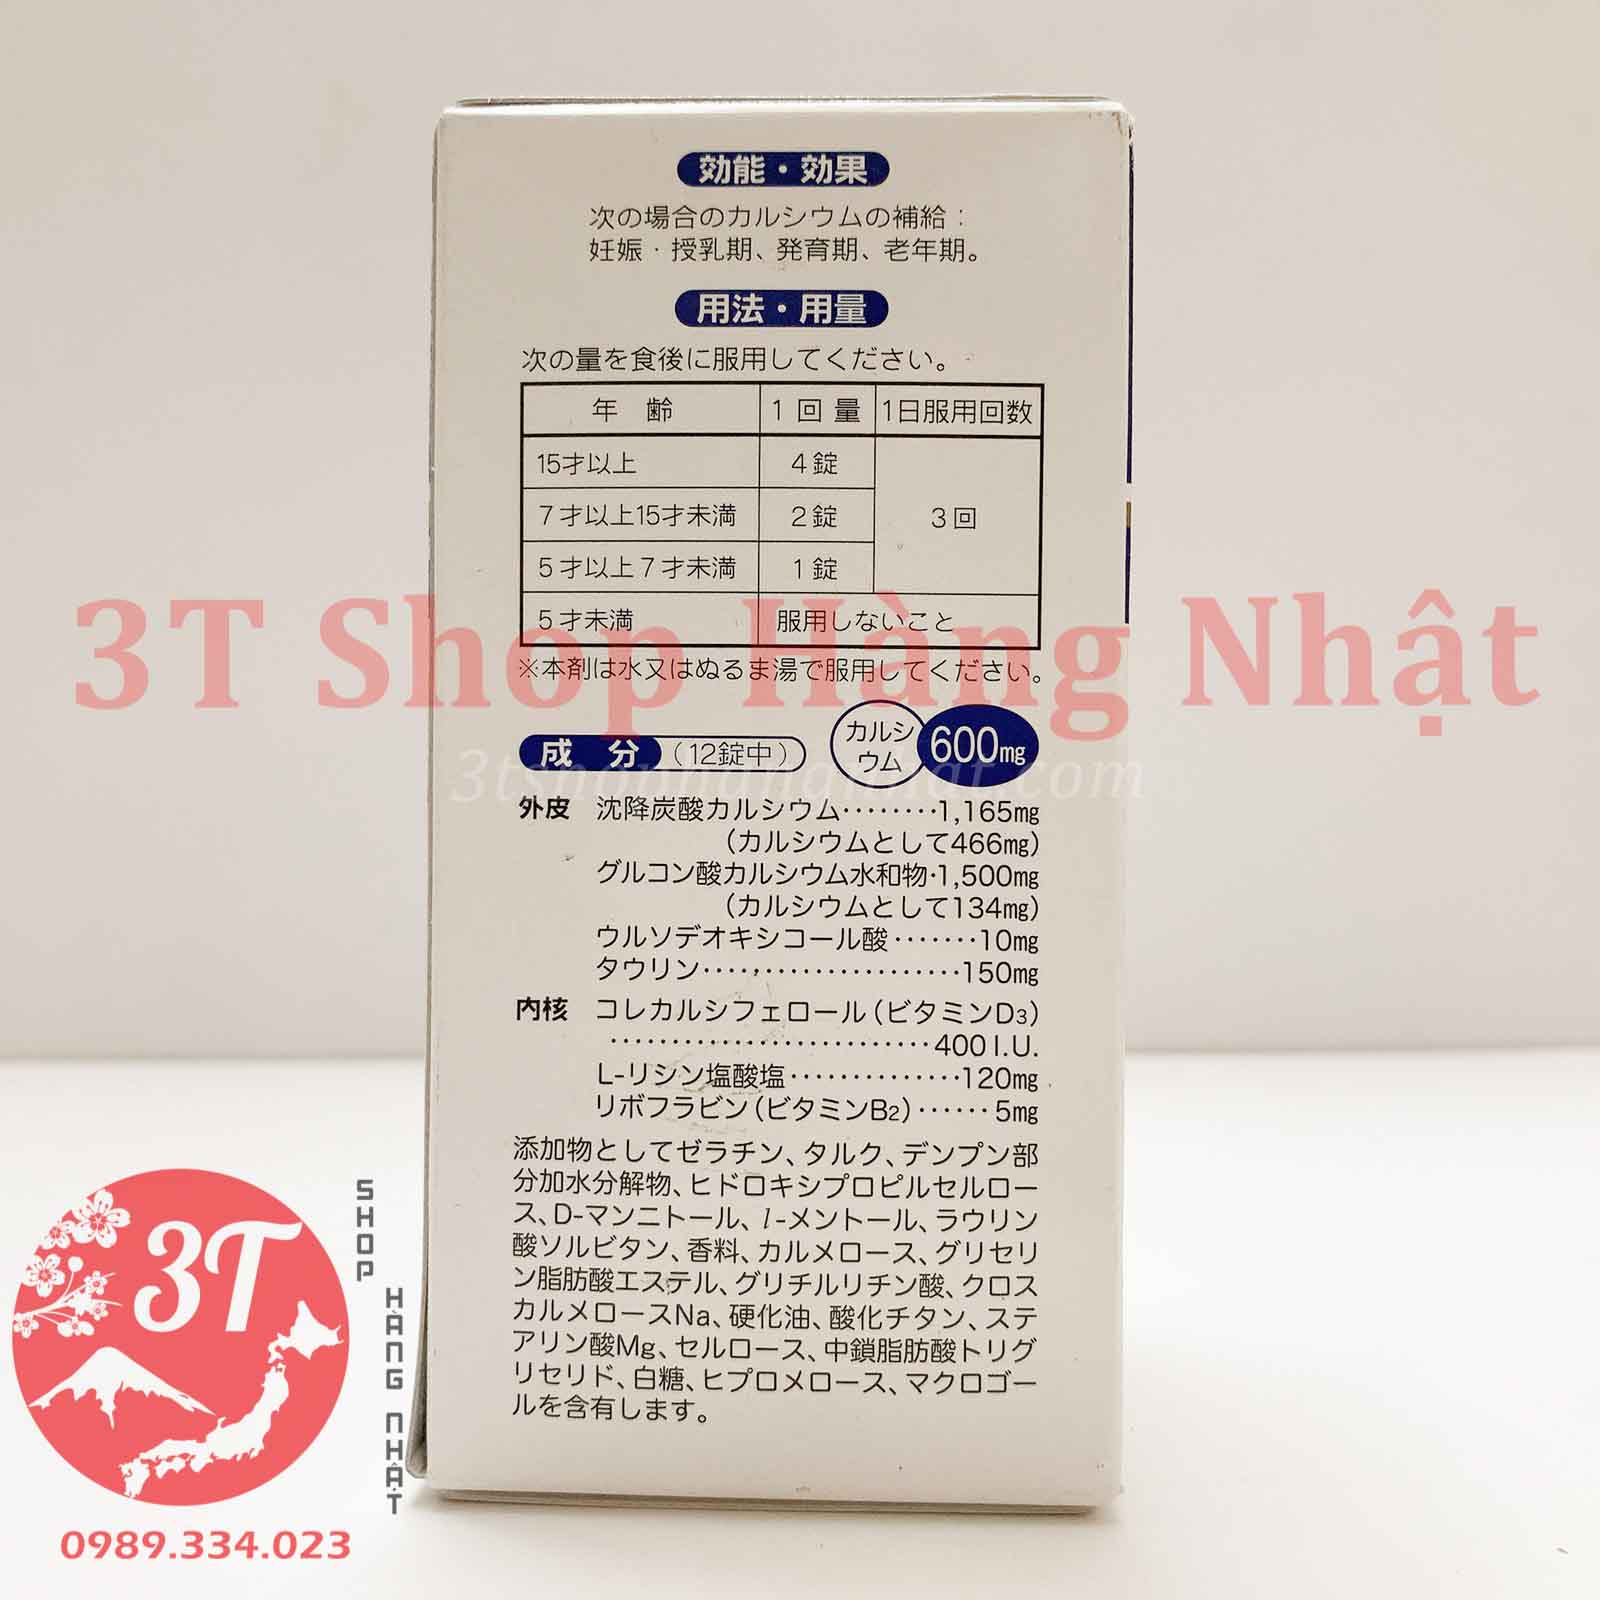 効能・効果
次の場合のカルシウムの補給：
妊娠・授乳期、発育期、老年期。
用法・用量
次の量を食後に服用してください。
年 齢 1回量 1日服用回数
15才以上 4錠
7才以上15才未満 2錠 3回
5才以上7才未満 1錠
5才未満 服用しないこと
3T Shop Hàng Nhật
※本剤は水又はぬるま湯で服用してください。
成 分 (12錠中) カルシウム 600mg
3tshophangnhat.com
外皮 沈降炭酸カルシウム········1,165mg
(カルシウムとして466mg)
グルコン酸カルシウム水和物·1,500mg
(カルシウムとして134mg)
ウルソデオキシコール酸·······10mg
タウリン·····················150mg
内核 コレカルシフェロール(ビタミンD3)
··························400I.U.
L-リシン塩酸塩··············120mg
リボフラビン(ビタミンB2)······5mg
添加物としてゼラチン、タルク、デンプン部
分加水分解物、ヒドロキシプロピルセルロー
ス、D-マンニトール、l-メントール、ラウリン
酸ソルビタン、香料、カルメロース、グリセリ
ン脂肪酸エステル、グリチルリチン酸、クロス
カルメロースNa、硬化油、酸化チタン、ステ
アリン酸Mg、セルロース、中鎖脂肪酸トリグ
リセリド、白糖、ヒプロメロース、マクロゴー
ルを含有します。
3T
SHOP
HÀNG NHẬT
0989.334.023